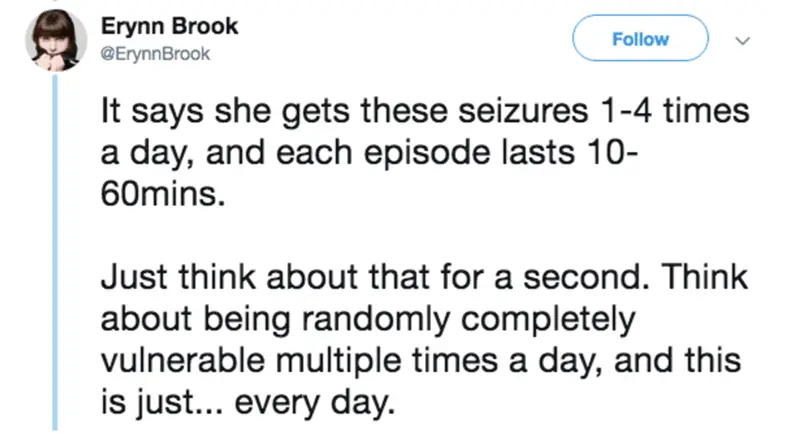 Erynn Brook
@ErynnBrook
Follow
It says she gets these seizures 1-4 times
a day, and each episode lasts 10-
60mins.
Just think about that for a second. Think
about being randomly completely
vulnerable multiple times a day, and this
is just... every day.